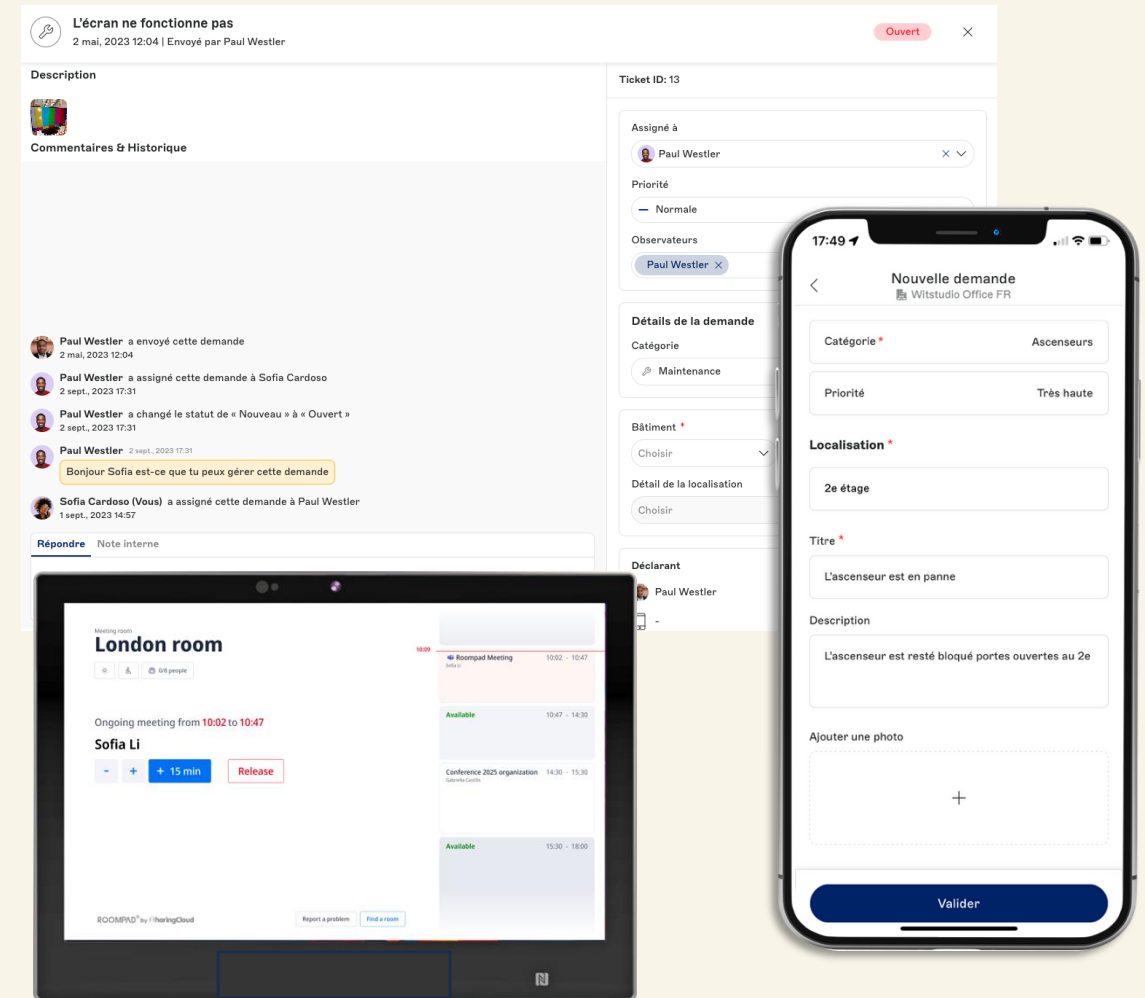 L'écran ne fonctionne pas
2 mai, 2023 12:04 | Envoyé par Paul Westler
Ouvert
Description
Commentaires & Historique
Paul Westler a envoyé cette demande
2 mai, 2023 12:04
Paul Westler a assigné cette demande à Sofia Cardoso
2 sept., 2023 17:31
Paul Westler a changé le statut de « Nouveau » à « Ouvert »
2 sept., 2023 17:31
Paul Westler 2 sept., 2023 17:31
Bonjour Sofia est-ce que tu peux gérer cette demande
Sofia Cardoso (Vous) a assigné cette demande à Paul Westler
1 sept., 2023 14:57
Répondre Note interne
Ticket ID: 13
Assigné à
Paul Westler
Priorité
Normale
Observateurs
Paul Westler
Détails de la demande
Catégorie
Maintenance
Bâtiment *
Choisir
Détail de la localisation
Choisir
Déclarant
Paul Westler
-
Meeting room
London room
0/8 people
Ongoing meeting from 10:02 to 10:47
Sofia Li
- + + 15 min Release
10:09
Roompad Meeting 10:02 - 10:47
Sofia Li
Available 10:47 - 14:30
Conference 2025 organization 14:30 - 15:30
Gabriella Castillo
Available 15:30 - 18:00
ROOMPAD® by SharingCloud
Report a problem Find a room
17:49
Nouvelle demande
Witstudio Office FR
Catégorie * Ascenseurs
Priorité Très haute
Localisation *
2e étage
Titre *
L'ascenseur est en panne
Description
L'ascenseur est resté bloqué portes ouvertes au 2e
Ajouter une photo
+
Valider